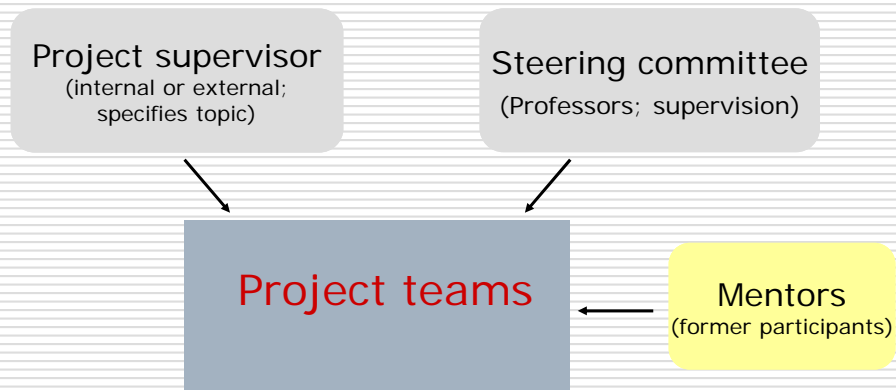 Project supervisor
(internal or external;
specifies topic)
Steering committee
(Professors; supervision)
Project teams
Mentors
(former participants)